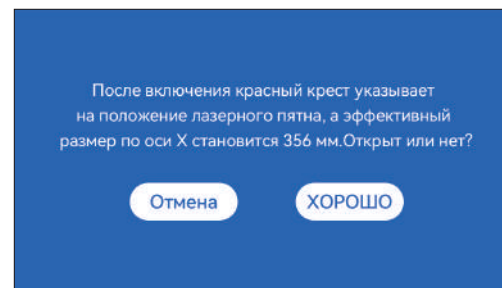 После включения красный крест указывает
на положение лазерного пятна, а эффективный
размер по оси X становится 356 мм.Открыт или нет?
Отмена
ХОРОШО